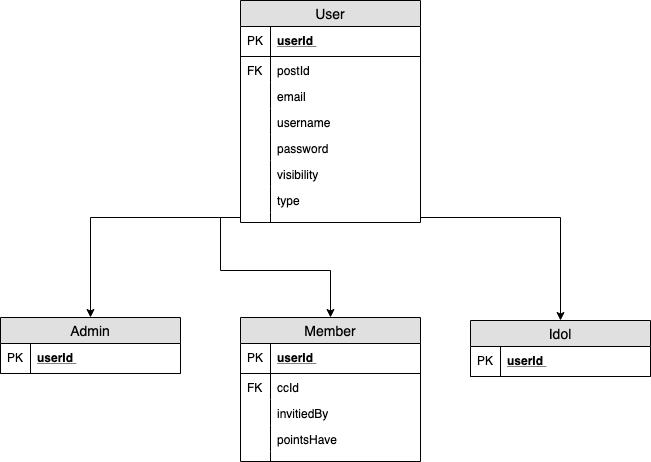 User
PK userId
FK postId
email
username
password
visibility
type
Admin
PK userId
Member
PK userId
FK ccId
invitiedBy
pointsHave
Idol
PK userId